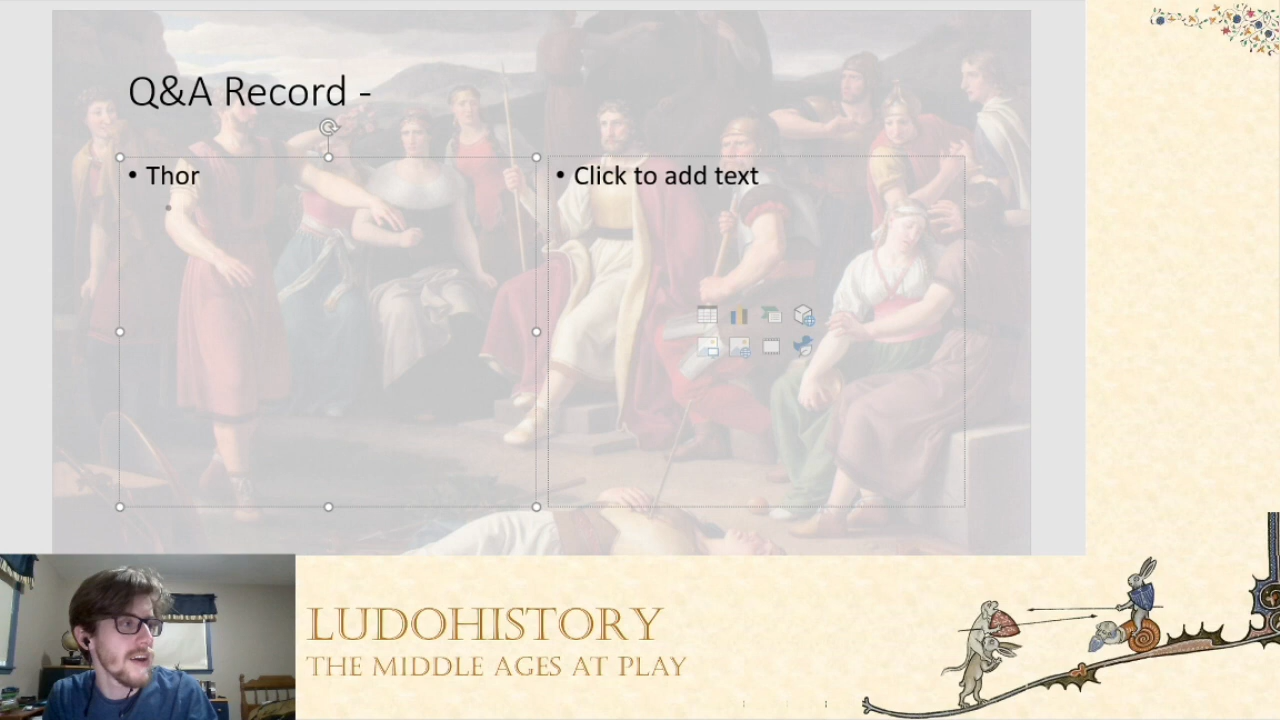 Q&A Record -
• Thor
•
• Click to add text
LUDOHISTORY
THE MIDDLE AGES AT PLAY